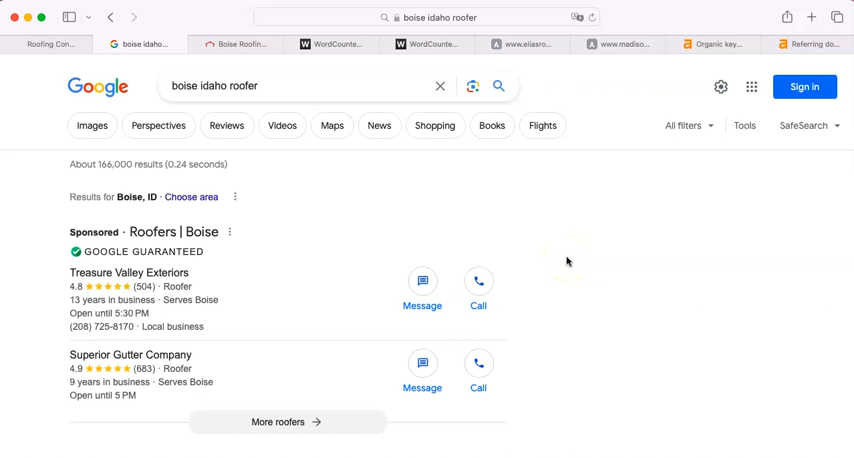 boise idaho roofer
Roofing Con...
boise idaho...
Boise Roofin...
WordCounte...
WordCounte...
www.eliasro...
www.madiso...
Organic key...
Referring do...
Google
boise idaho roofer
Sign in
Images
Perspectives
Reviews
Videos
Maps
News
Shopping
Books
Flights
All filters
Tools
SafeSearch
About 166,000 results (0.24 seconds)
Results for Boise, ID · Choose area
Sponsored · Roofers | Boise
GOOGLE GUARANTEED
Treasure Valley Exteriors
4.8 ★★★★★ (504) · Roofer
13 years in business · Serves Boise
Open until 5:30 PM
(208) 725-8170 · Local business
Message
Call
Superior Gutter Company
4.9 ★★★★★ (683) · Roofer
9 years in business · Serves Boise
Open until 5 PM
Message
Call
More roofers →